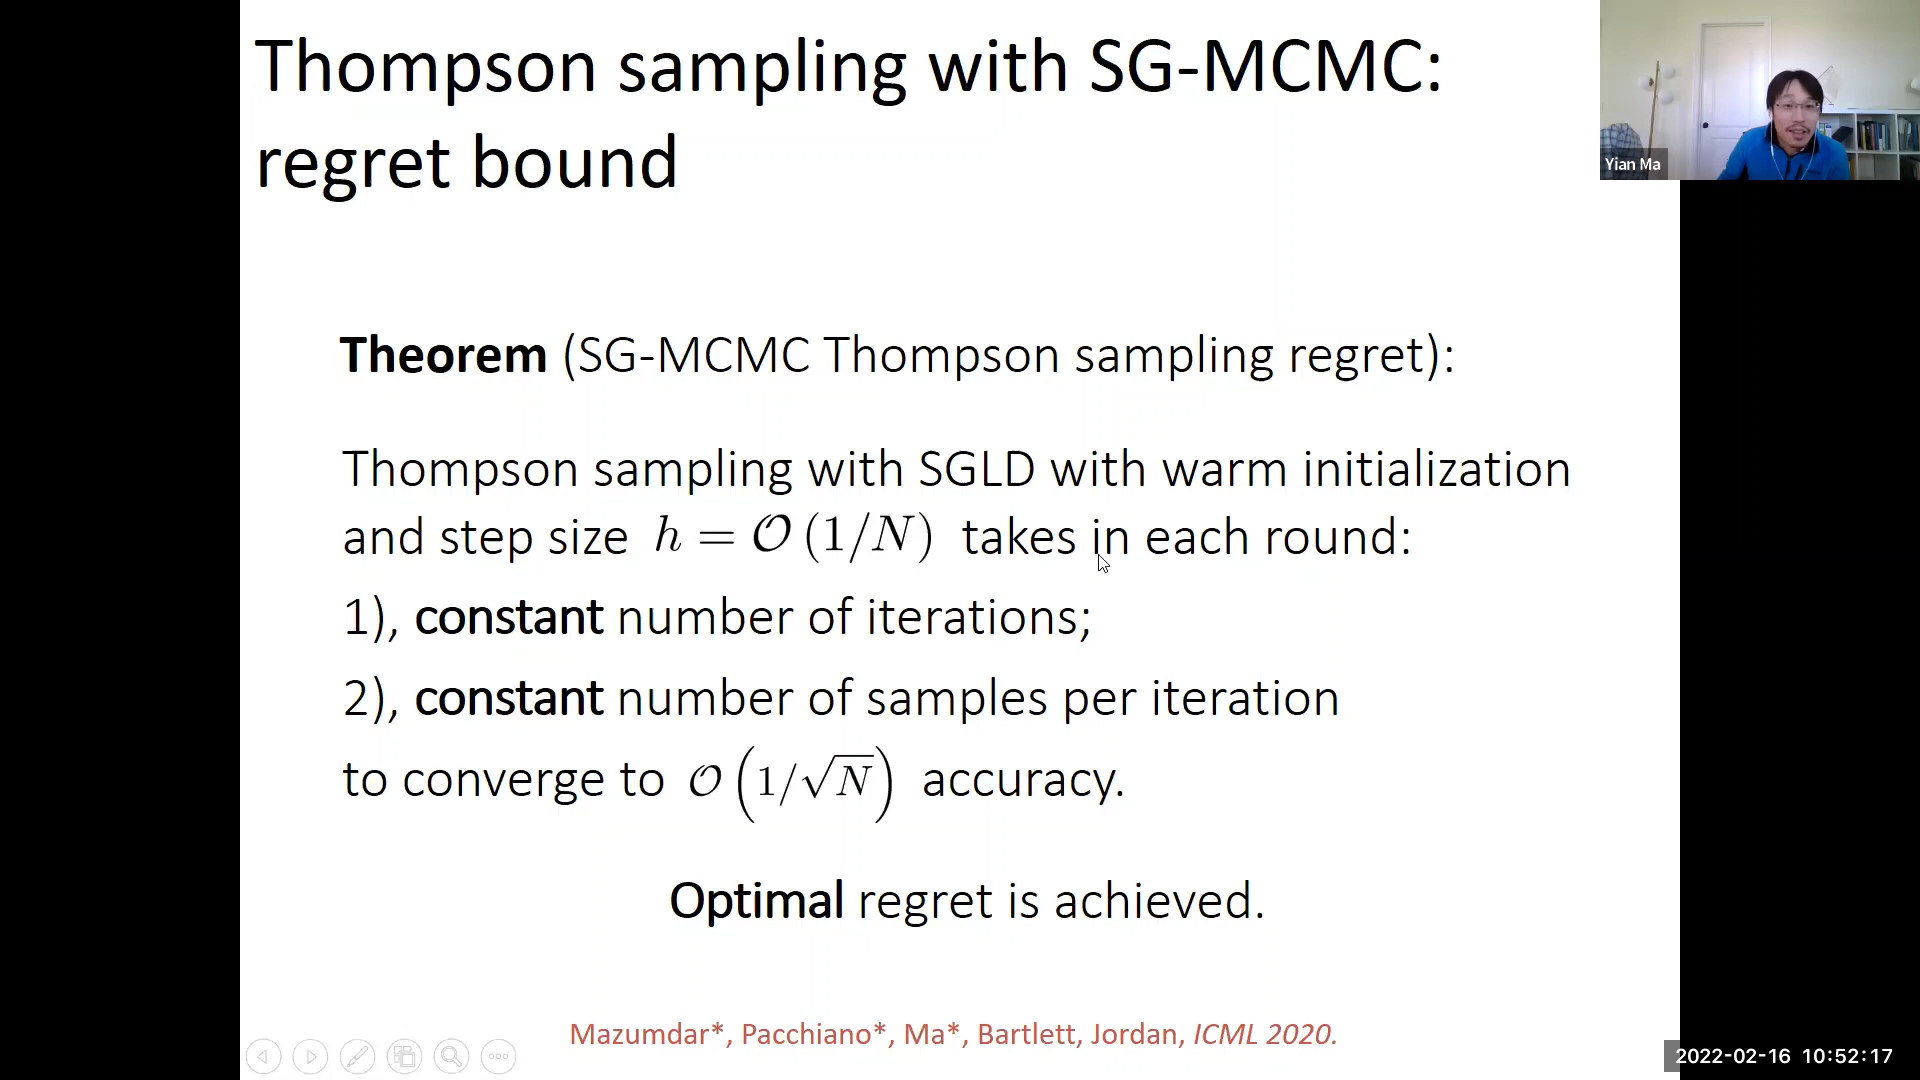 Thompson sampling with SG-MCMC:
regret bound
Yian Ma
Theorem (SG-MCMC Thompson sampling regret):
Thompson sampling with SGLD with warm initialization
and step size h = 𝒪 (1/N) takes in each round:
1), constant number of iterations;
2), constant number of samples per iteration
to converge to 𝒪 (1/√N) accuracy.
Optimal regret is achieved.
Mazumdar*, Pacchiano*, Ma*, Bartlett, Jordan, ICML 2020.
2022-02-16 10:52:17